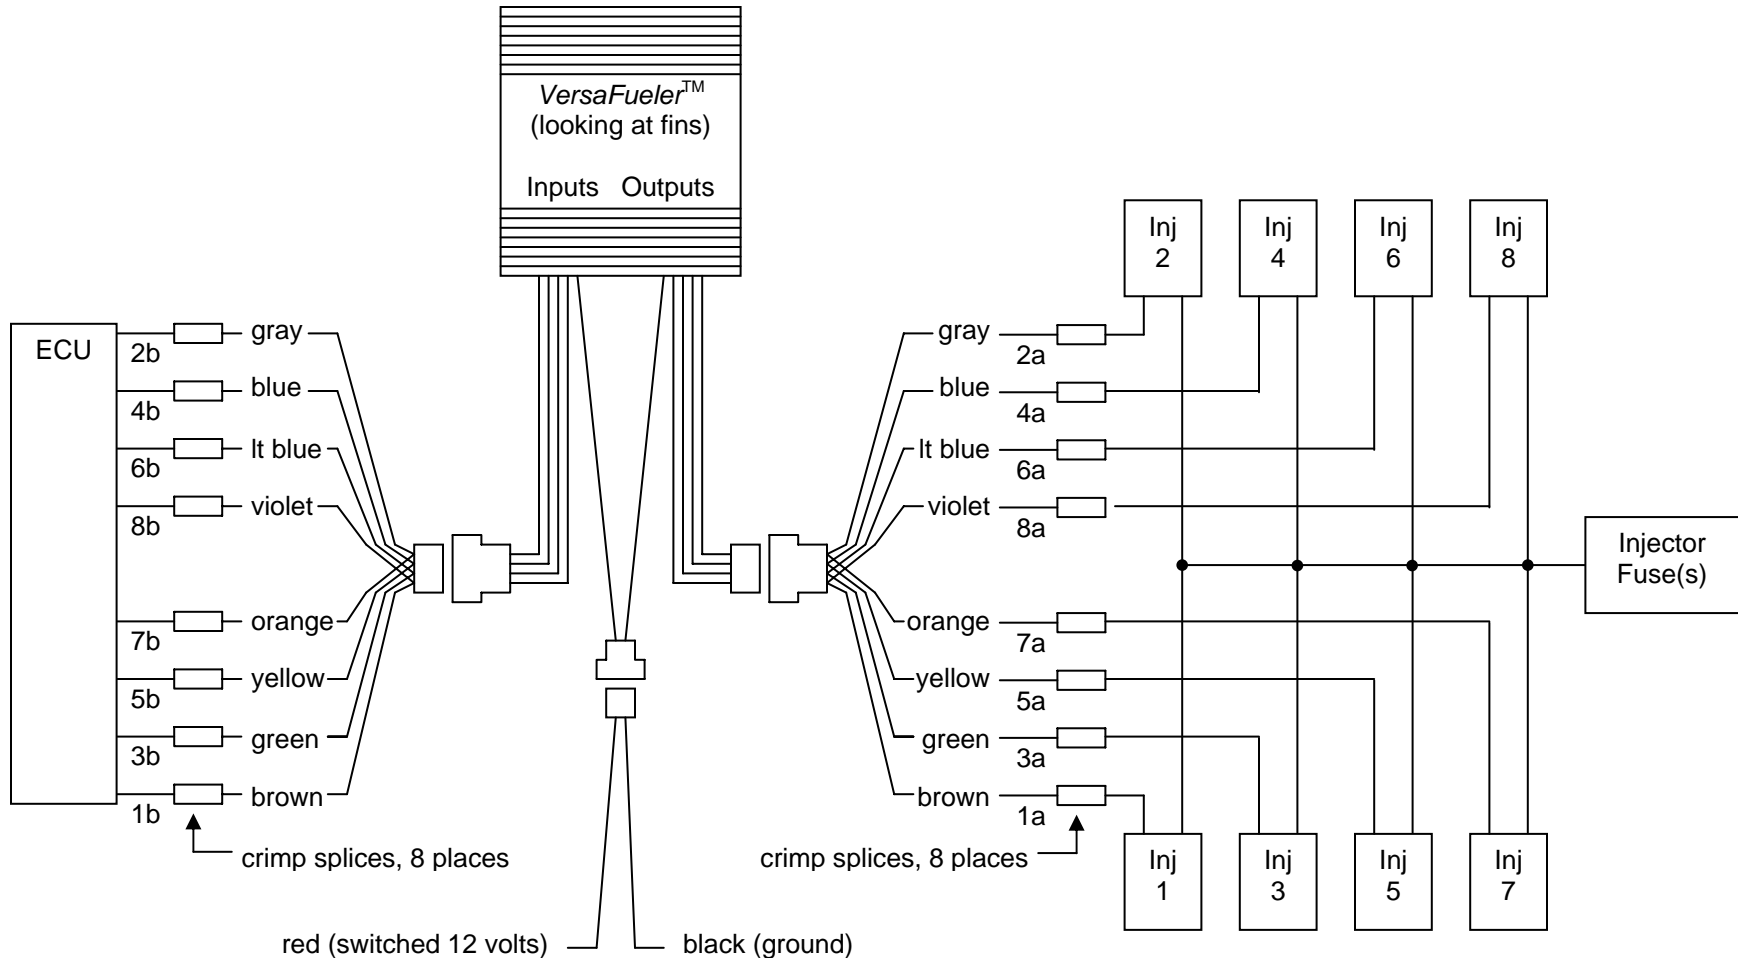 VersaFueler™
(looking at fins)
Inputs Outputs
ECU
2b
gray
4b
blue
6b
lt blue
8b
violet
7b
orange
5b
yellow
3b
green
1b
brown
crimp splices, 8 places
red (switched 12 volts)
black (ground)
gray
2a
blue
4a
lt blue
6a
violet
8a
orange
7a
yellow
5a
green
3a
brown
1a
crimp splices, 8 places
Inj
2
Inj
4
Inj
6
Inj
8
Injector
Fuse(s)
Inj
1
Inj
3
Inj
5
Inj
7